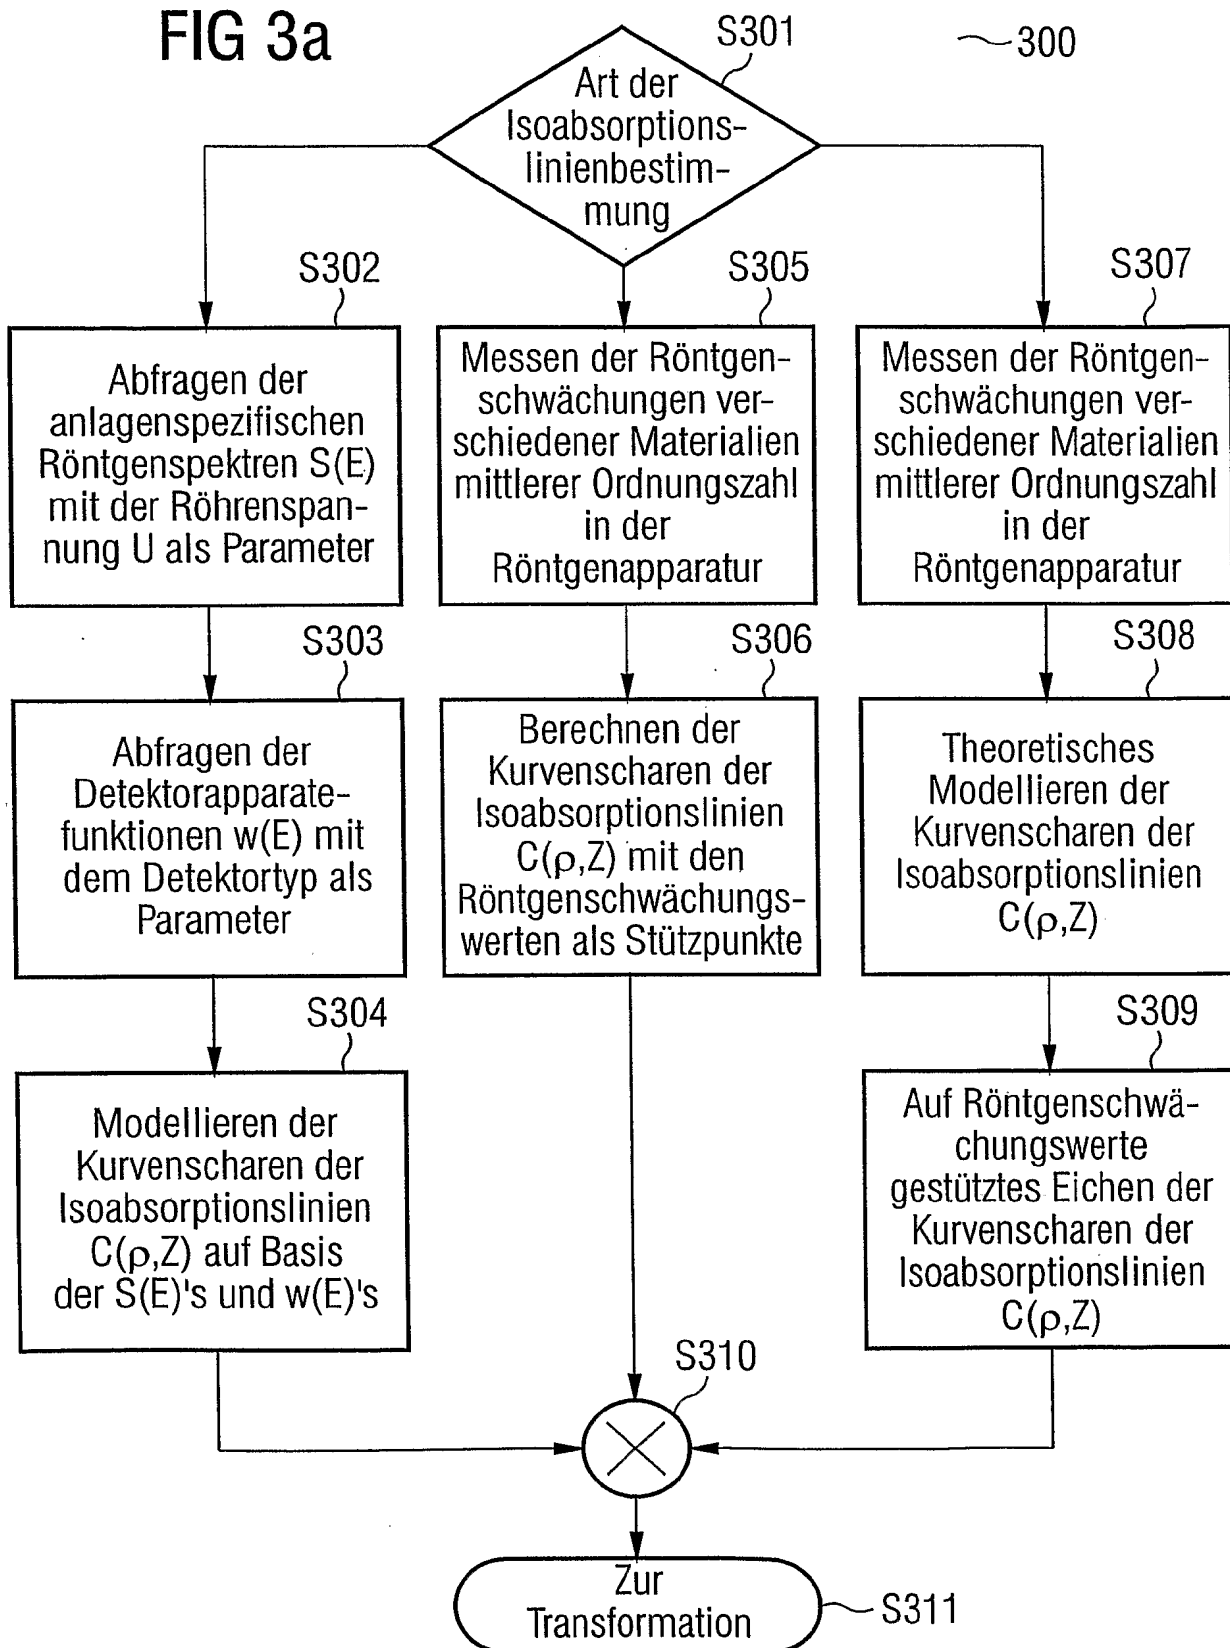 FIG 3a
S301
300
Art der
Isoabsorptions-
linienbestim-
mung
S302
Abfragen der
anlagenspezifischen
Röntgenspektren S(E)
mit der Röhrenspan-
nung U als Parameter
S303
Abfragen der
Detektorapparate-
funktionen w(E) mit
dem Detektortyp als
Parameter
S304
Modellieren der
Kurvenscharen der
Isoabsorptionslinien
C(ρ,Z) auf Basis
der S(E)'s und w(E)'s
S305
Messen der Röntgen-
schwächungen ver-
schiedener Materialien
mittlerer Ordnungszahl
in der
Röntgenapparatur
S306
Berechnen der
Kurvenscharen der
Isoabsorptionslinien
C(ρ,Z) mit den
Röntgenschwächungs-
werten als Stützpunkte
S307
Messen der Röntgen-
schwächungen ver-
schiedener Materialien
mittlerer Ordnungszahl
in der
Röntgenapparatur
S308
Theoretisches
Modellieren der
Kurvenscharen der
Isoabsorptionslinien
C(ρ,Z)
S309
Auf Röntgenschwä-
chungswerte
gestütztes Eichen der
Kurvenscharen der
Isoabsorptionslinien
C(ρ,Z)
S310
Zur
Transformation
S311